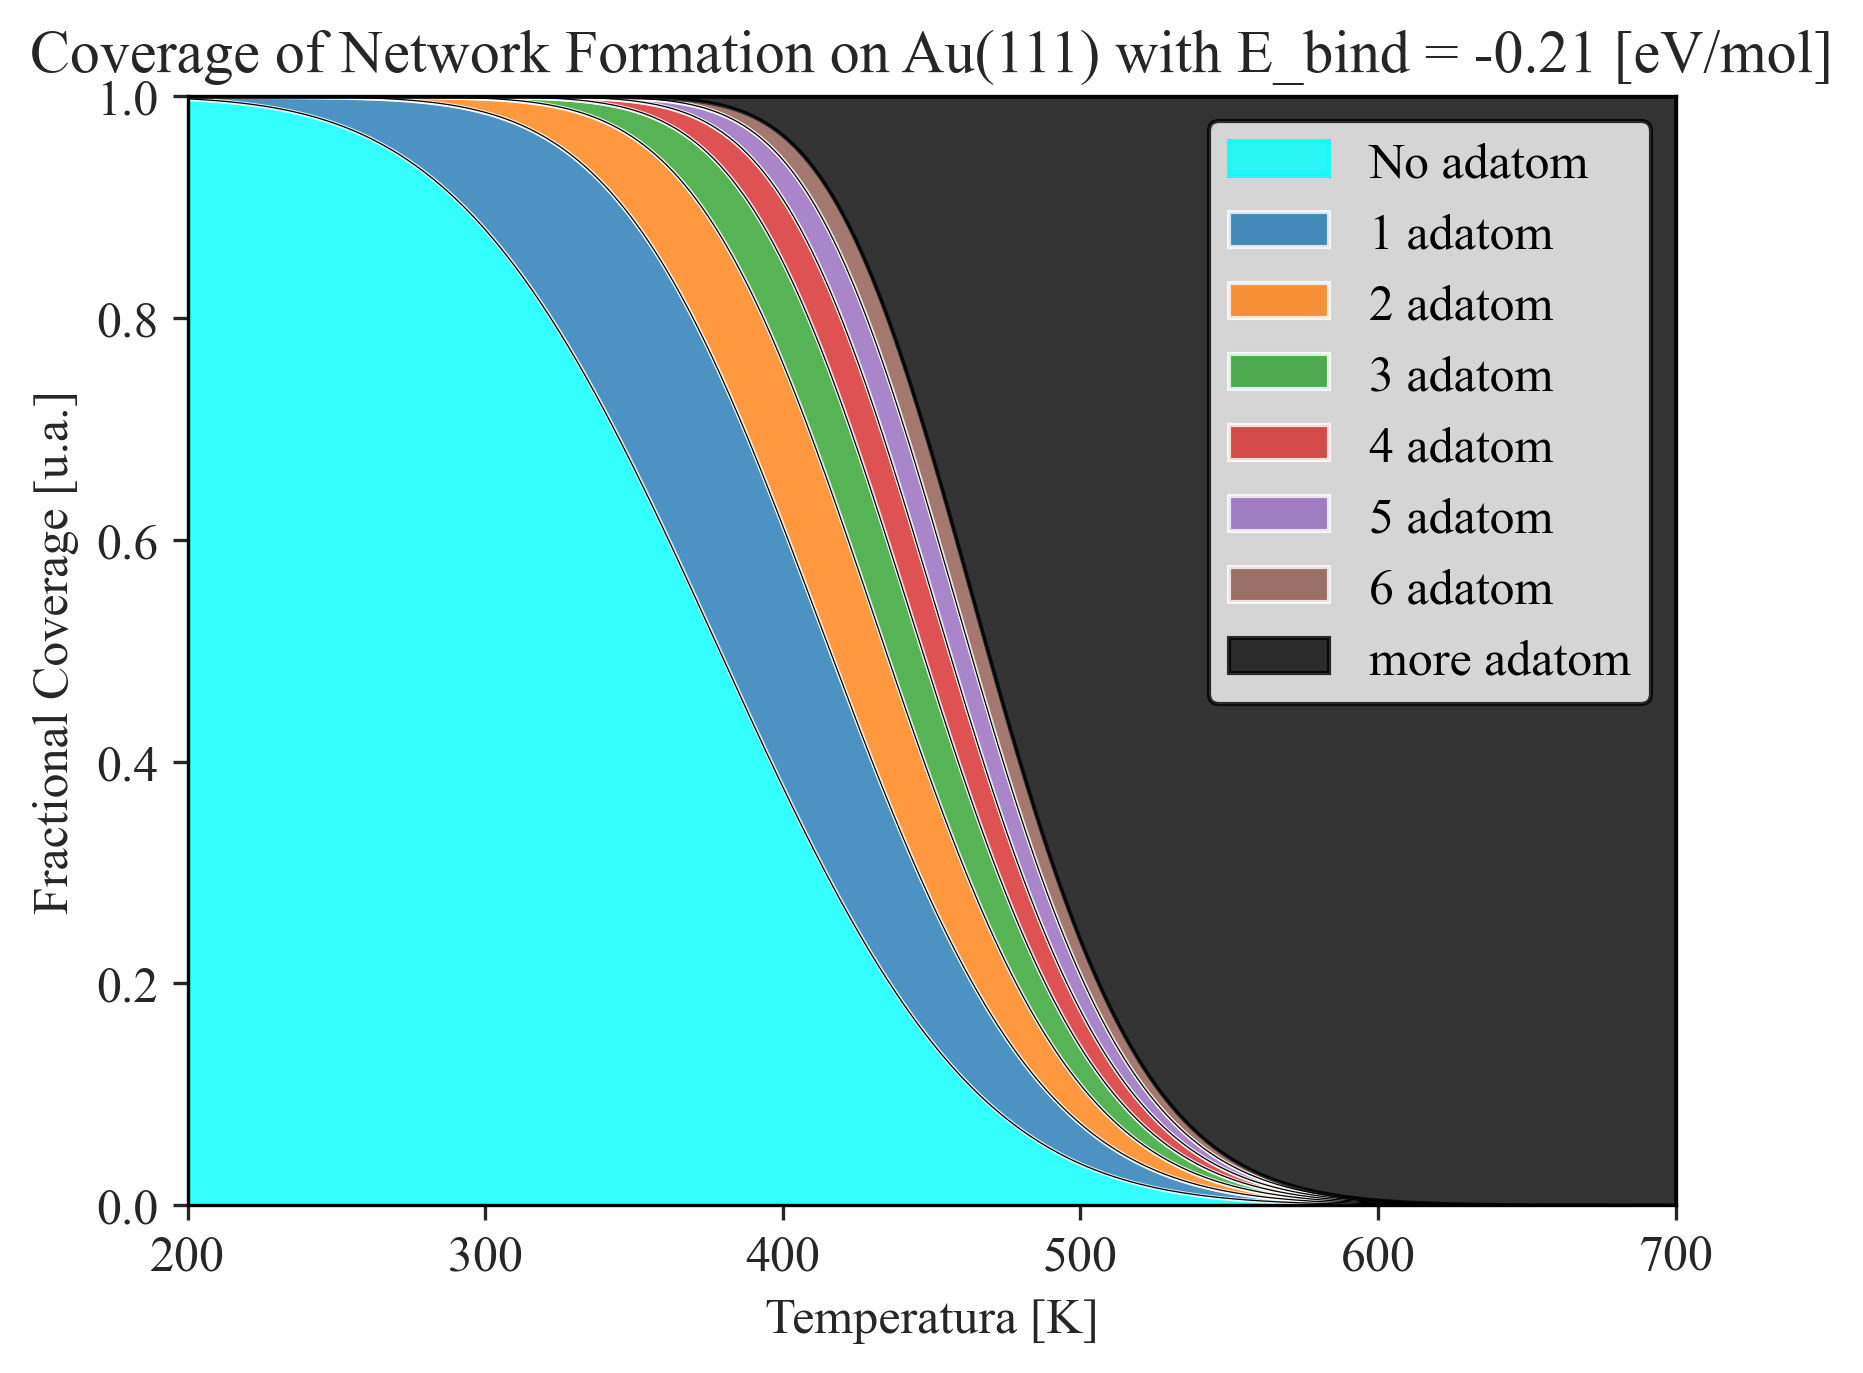 Coverage of Network Formation on Au(111) with E_bind = -0.21 [eV/mol]
1.0
0.8
0.6
0.4
0.2
0.0
Fractional Coverage [u.a.]
No adatom
1 adatom
2 adatom
3 adatom
4 adatom
5 adatom
6 adatom
more adatom
200 300 400 500 600 700
Temperatura [K]